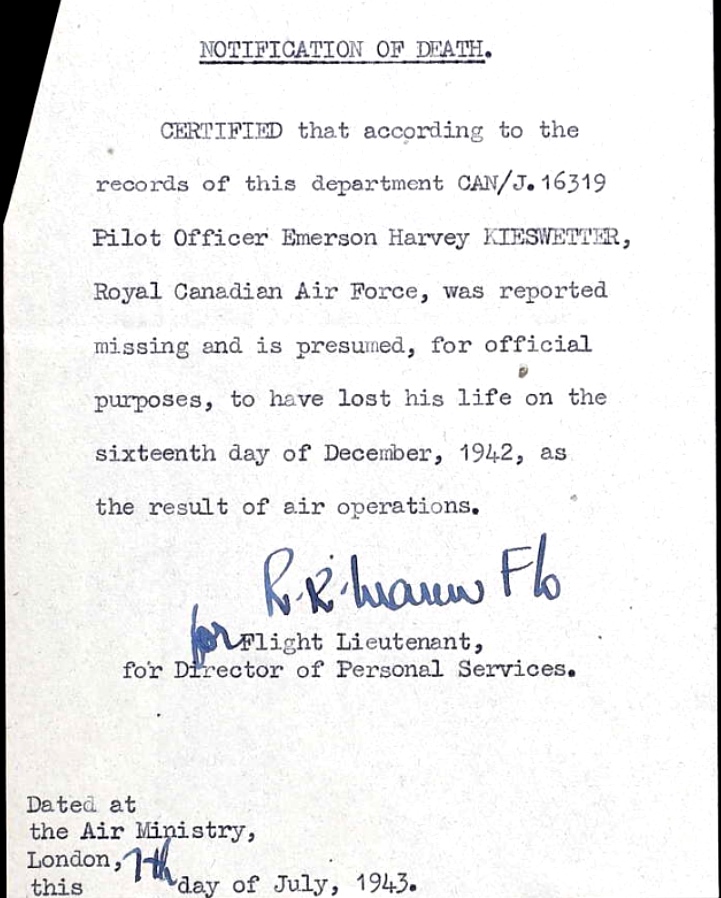 NOTIFICATION OF DEATH.
CERTIFIED that according to the
records of this department CAN/J.16319
Pilot Officer Emerson Harvey KIESWETTER,
Royal Canadian Air Force, was reported
missing and is presumed, for official
purposes, to have lost his life on the
sixteenth day of December, 1942, as
the result of air operations.
R.R. F/O
for Flight Lieutenant,
for Director of Personal Services.
Dated at
the Air Ministry,
London, 7th
this day of July, 1943.